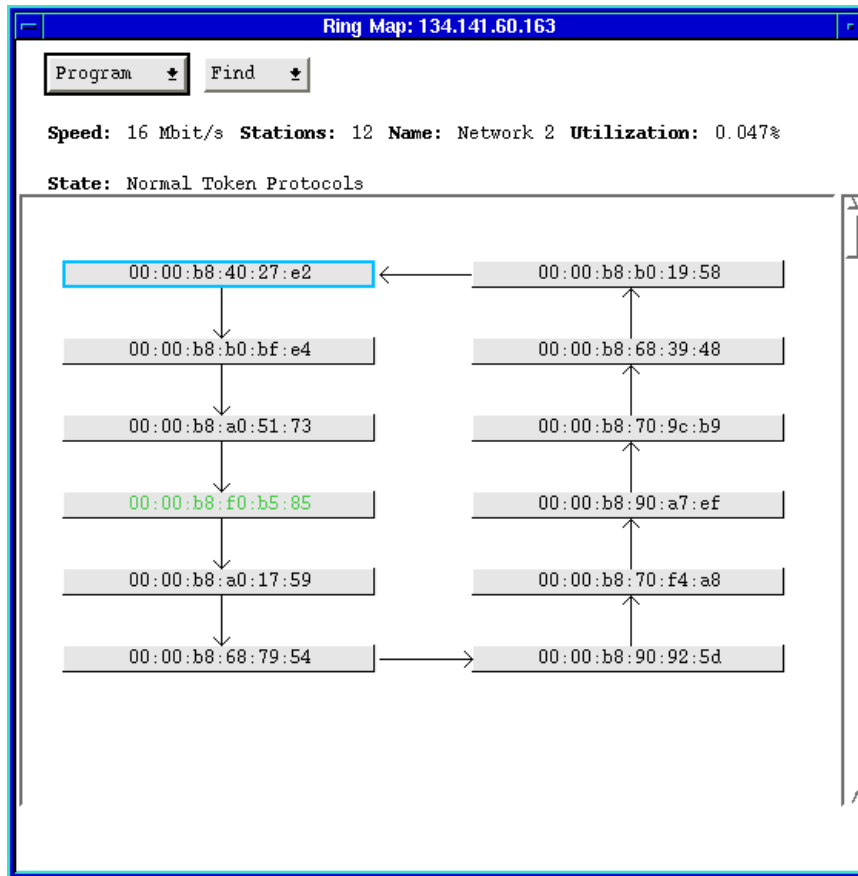 Ring Map: 134.141.60.163
Program Find
Speed: 16 Mbit/s Stations: 12 Name: Network 2 Utilization: 0.047%
State: Normal Token Protocols
00:00:b8:40:27:e2 00:00:b8:b0:19:58
00:00:b8:b0:bf:e4 00:00:b8:68:39:48
00:00:b8:a0:51:73 00:00:b8:70:9c:b9
00:00:b8:f0:b5:85 00:00:b8:90:a7:ef
00:00:b8:a0:17:59 00:00:b8:70:f4:a8
00:00:b8:68:79:54 00:00:b8:90:92:5d